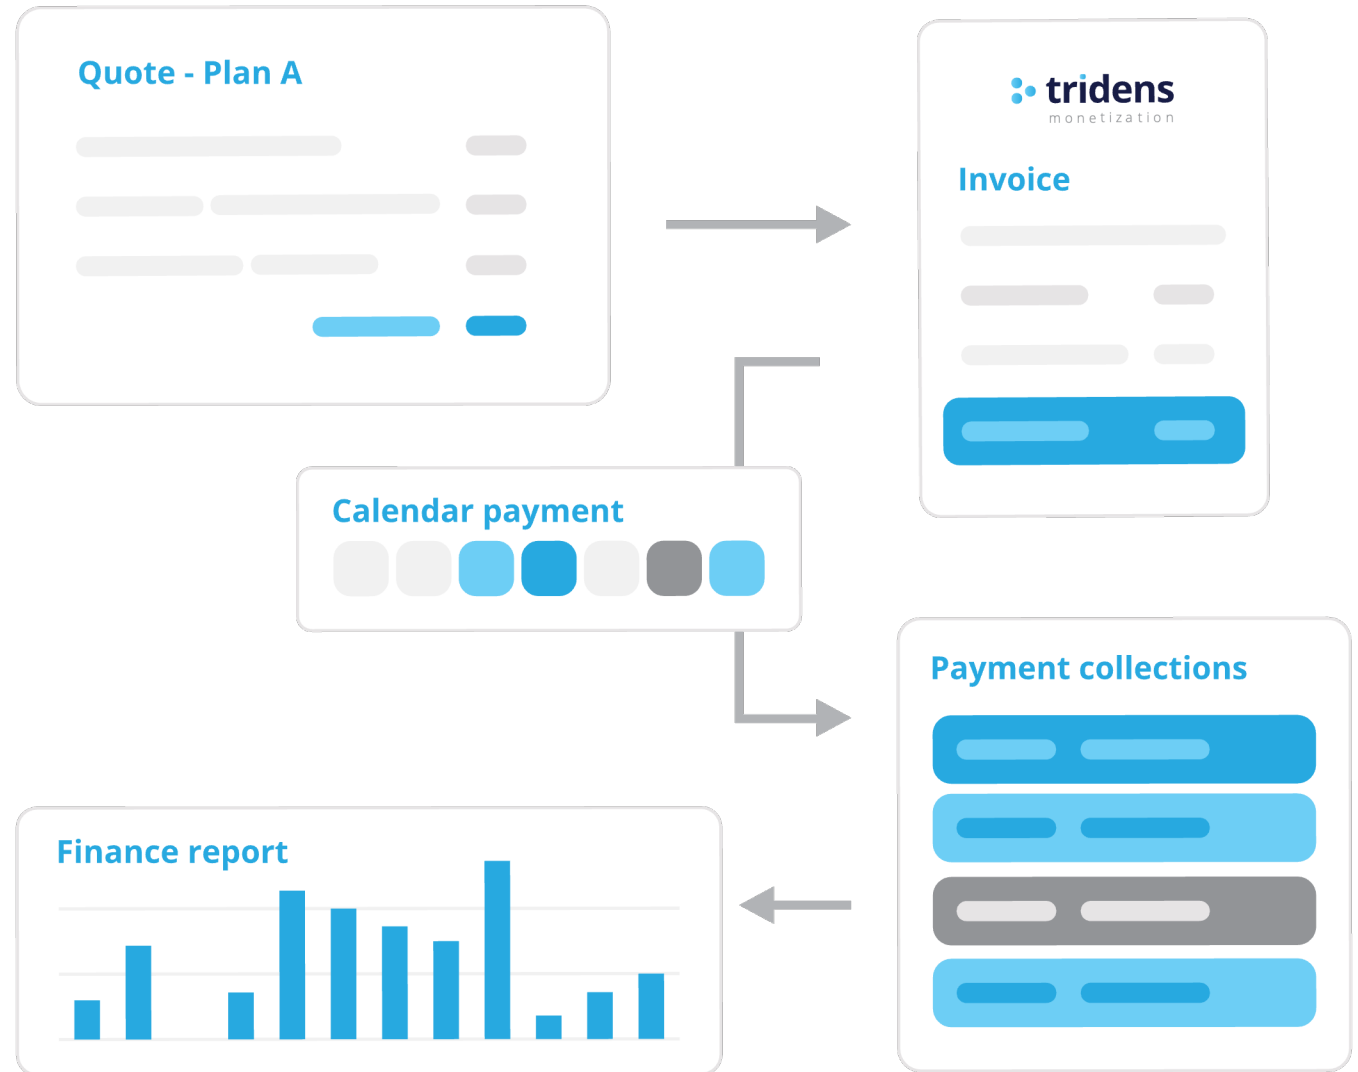 Quote - Plan A
tridens
monetization
Invoice
Calendar payment
Payment collections
Finance report